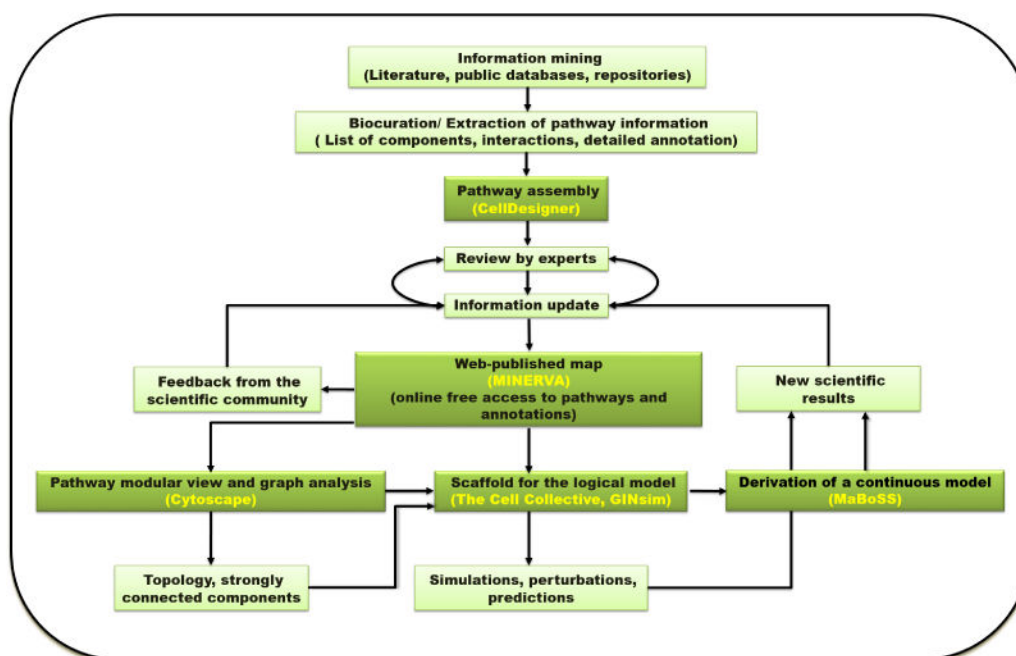 Information mining
(Literature, public databases, repositories)
Biocuration/ Extraction of pathway information
( List of components, interactions, detailed annotation)
Pathway assembly
(CellDesigner)
Review by experts
Information update
Web-published map
(MINERVA)
(online free access to pathways and
annotations)
Feedback from the
scientific community
New scientific
results
Pathway modular view and graph analysis
(Cytoscape)
Scaffold for the logical model
(The Cell Collective, GINsim)
Derivation of a continuous model
(MaBoSS)
Topology, strongly
connected components
Simulations, perturbations,
predictions